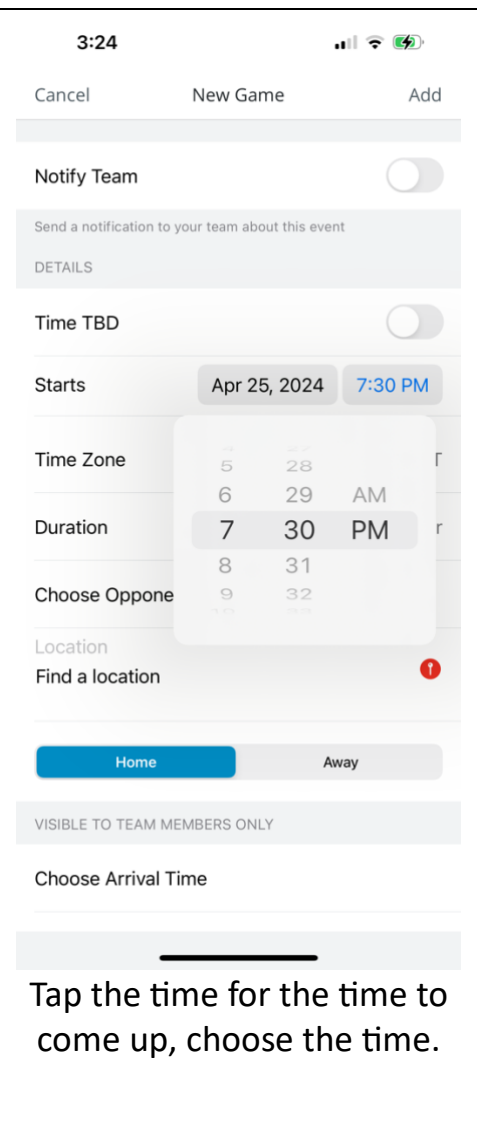 3:24
Cancel New Game Add
Notify Team
Send a notification to your team about this event
DETAILS
Time TBD
Starts Apr 25, 2024 7:30 PM
Time Zone 5 28 T
6 29 AM
Duration 7 30 PM r
8 31
Choose Oppone 9 32
Location
Find a location
Home Away
VISIBLE TO TEAM MEMBERS ONLY
Choose Arrival Time
Tap the time for the time to
come up, choose the time.